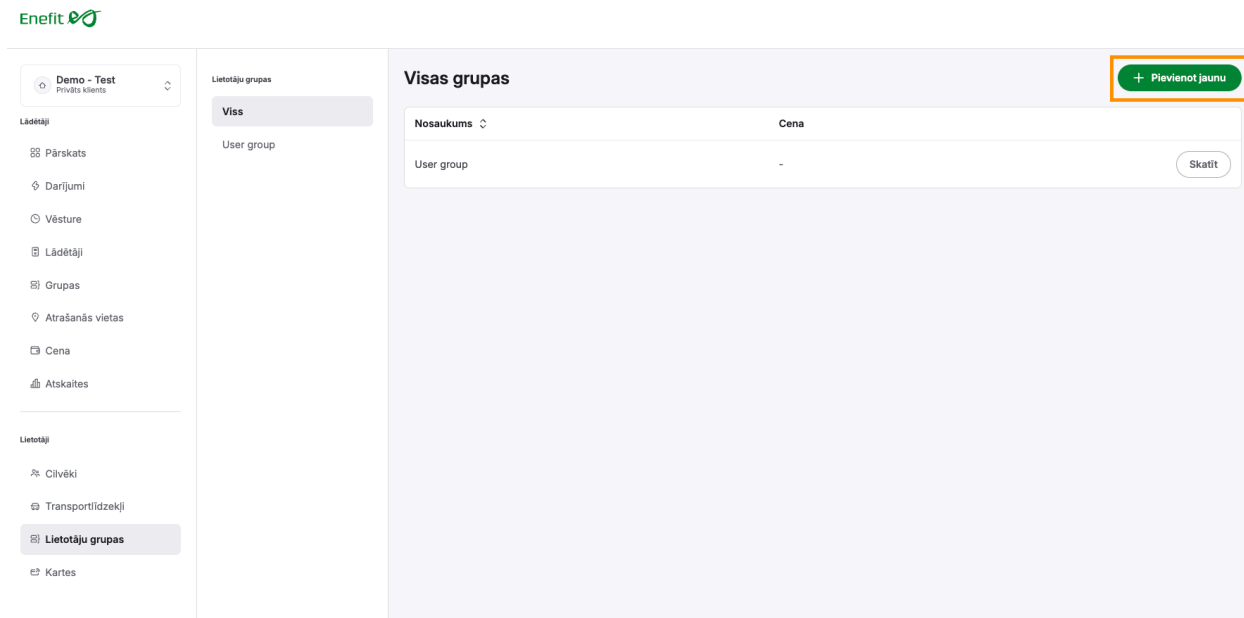 Enefit
Demo - Test
Privāts klients
Lādētāji
Pārskats
Darījumi
Vēsture
Lādētāji
Grupas
Atrašanās vietas
Cena
Atskaites
Lietotāji
Cilvēki
Transportlīdzekļi
Lietotāju grupas
Kartes
Lietotāju grupas
Viss
User group
Visas grupas
Pievienot jaunu
Nosaukums Cena
User group - Skatīt